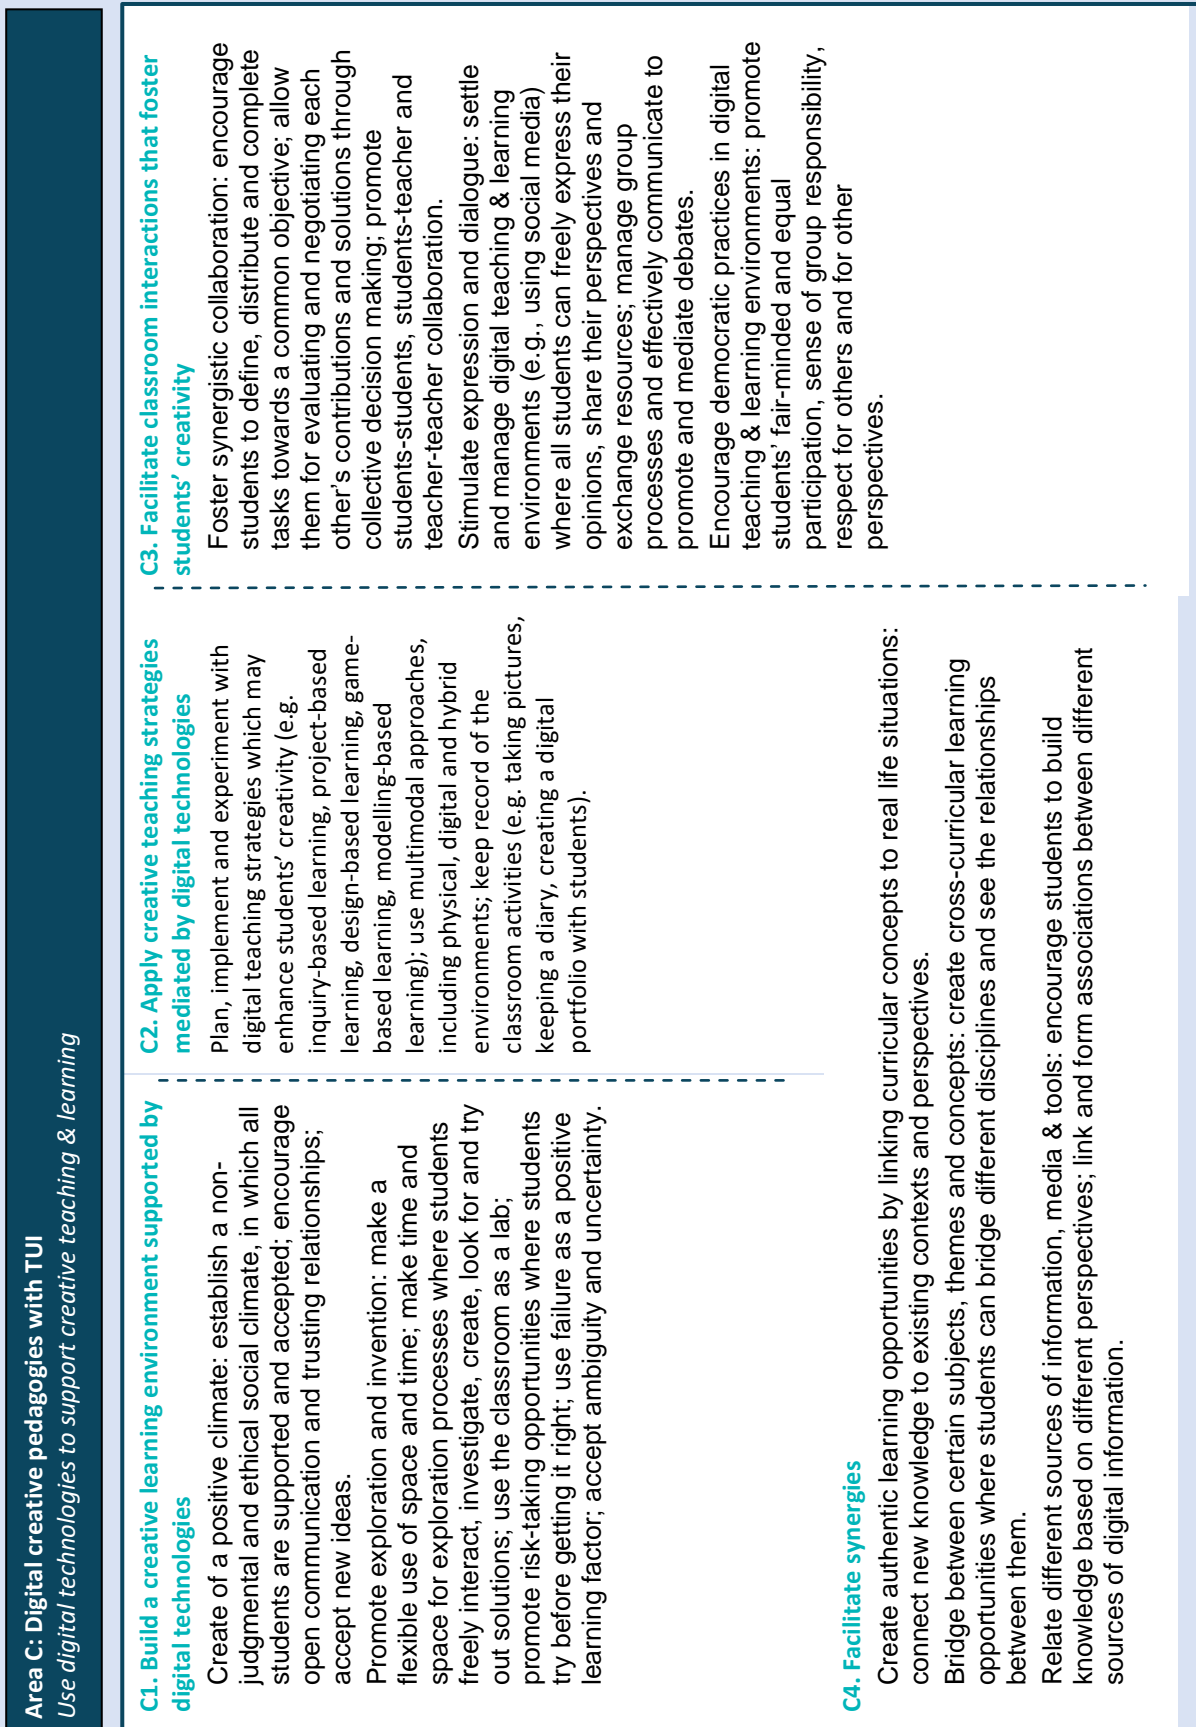 Area C: Digital creative pedagogies with TUI
Use digital technologies to support creative teaching & learning
C1. Build a creative learning environment supported by
digital technologies
Create of a positive climate: establish a non-
judgmental and ethical social climate, in which all
students are supported and accepted; encourage
open communication and trusting relationships;
accept new ideas.
Promote exploration and invention: make a
flexible use of space and time; make time and
space for exploration processes where students
freely interact, investigate, create, look for and try
out solutions; use the classroom as a lab;
promote risk-taking opportunities where students
try before getting it right; use failure as a positive
learning factor; accept ambiguity and uncertainty.
C2. Apply creative teaching strategies
mediated by digital technologies
Plan, implement and experiment with
digital teaching strategies which may
enhance students' creativity (e.g.
inquiry-based learning, project-based
learning, design-based learning, game-
based learning, modelling-based
learning); use multimodal approaches,
including physical, digital and hybrid
environments; keep record of the
classroom activities (e.g. taking pictures,
keeping a diary, creating a digital
portfolio with students).
C3. Facilitate classroom interactions that foster
students' creativity
Foster synergistic collaboration: encourage
students to define, distribute and complete
tasks towards a common objective; allow
them for evaluating and negotiating each
other's contributions and solutions through
collective decision making; promote
students-students, students-teacher and
teacher-teacher collaboration.
Stimulate expression and dialogue: settle
and manage digital teaching & learning
environments (e.g., using social media)
where all students can freely express their
opinions, share their perspectives and
exchange resources; manage group
processes and effectively communicate to
promote and mediate debates.
Encourage democratic practices in digital
teaching & learning environments: promote
students' fair-minded and equal
participation, sense of group responsibility,
respect for others and for other
perspectives.
C4. Facilitate synergies
Create authentic learning opportunities by linking curricular concepts to real life situations:
connect new knowledge to existing contexts and perspectives.
Bridge between certain subjects, themes and concepts: create cross-curricular learning
opportunities where students can bridge different disciplines and see the relationships
between them.
Relate different sources of information, media & tools: encourage students to build
knowledge based on different perspectives; link and form associations between different
sources of digital information.